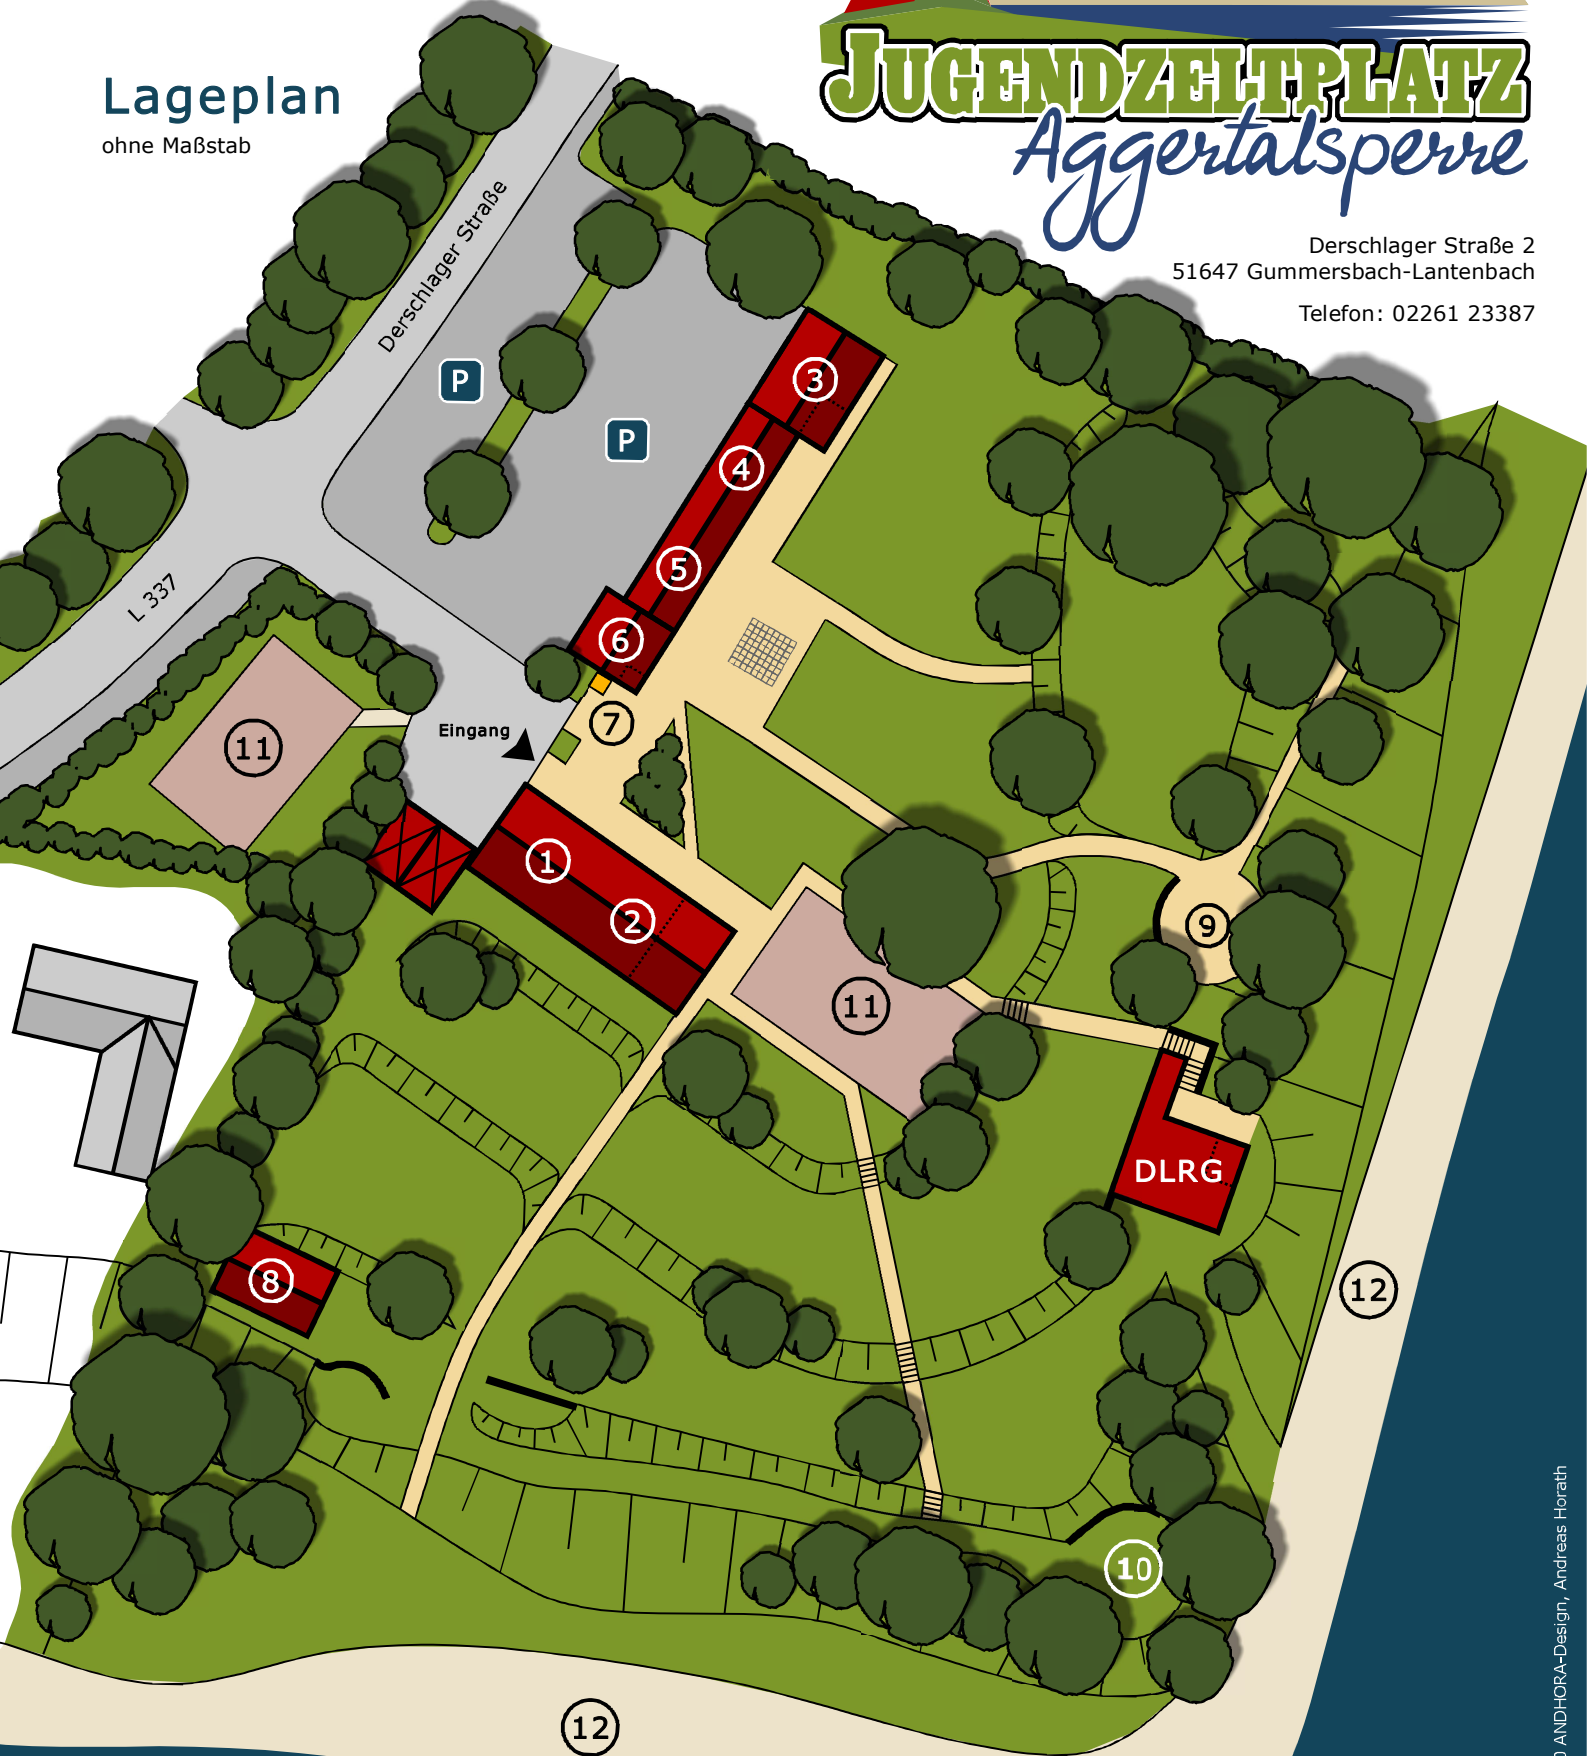 Lageplan
ohne Maßstab
JUGENDZELTPLATZ
Aggertalsperre
Derschlager Straße 2
51647 Gummersbach-Lantenbach
Telefon: 02261 23387
Derschlager Straße
P
P
L 337
Eingang
3
4
5
6
7
11
1
2
9
11
DLRG
8
12
10
12
ANDHORA-Design, Andreas Horath